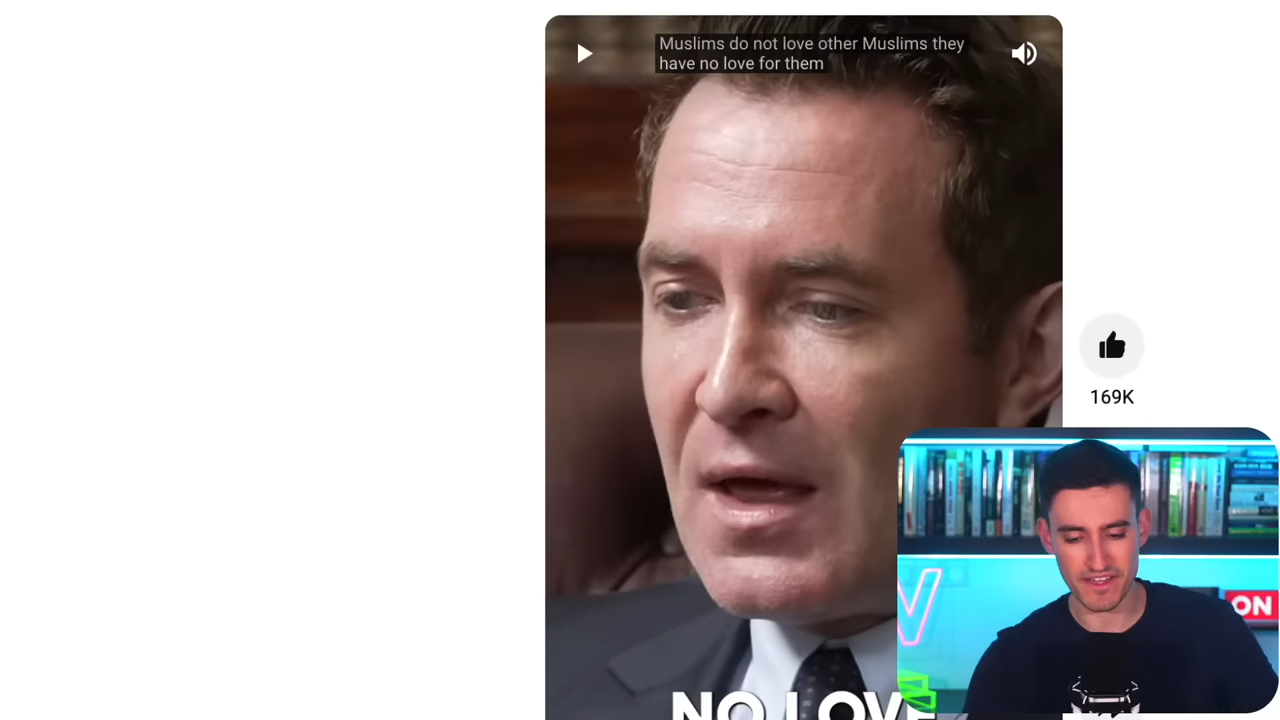 Muslims do not love other Muslims they
have no love for them
169K
ON
NO LOVE